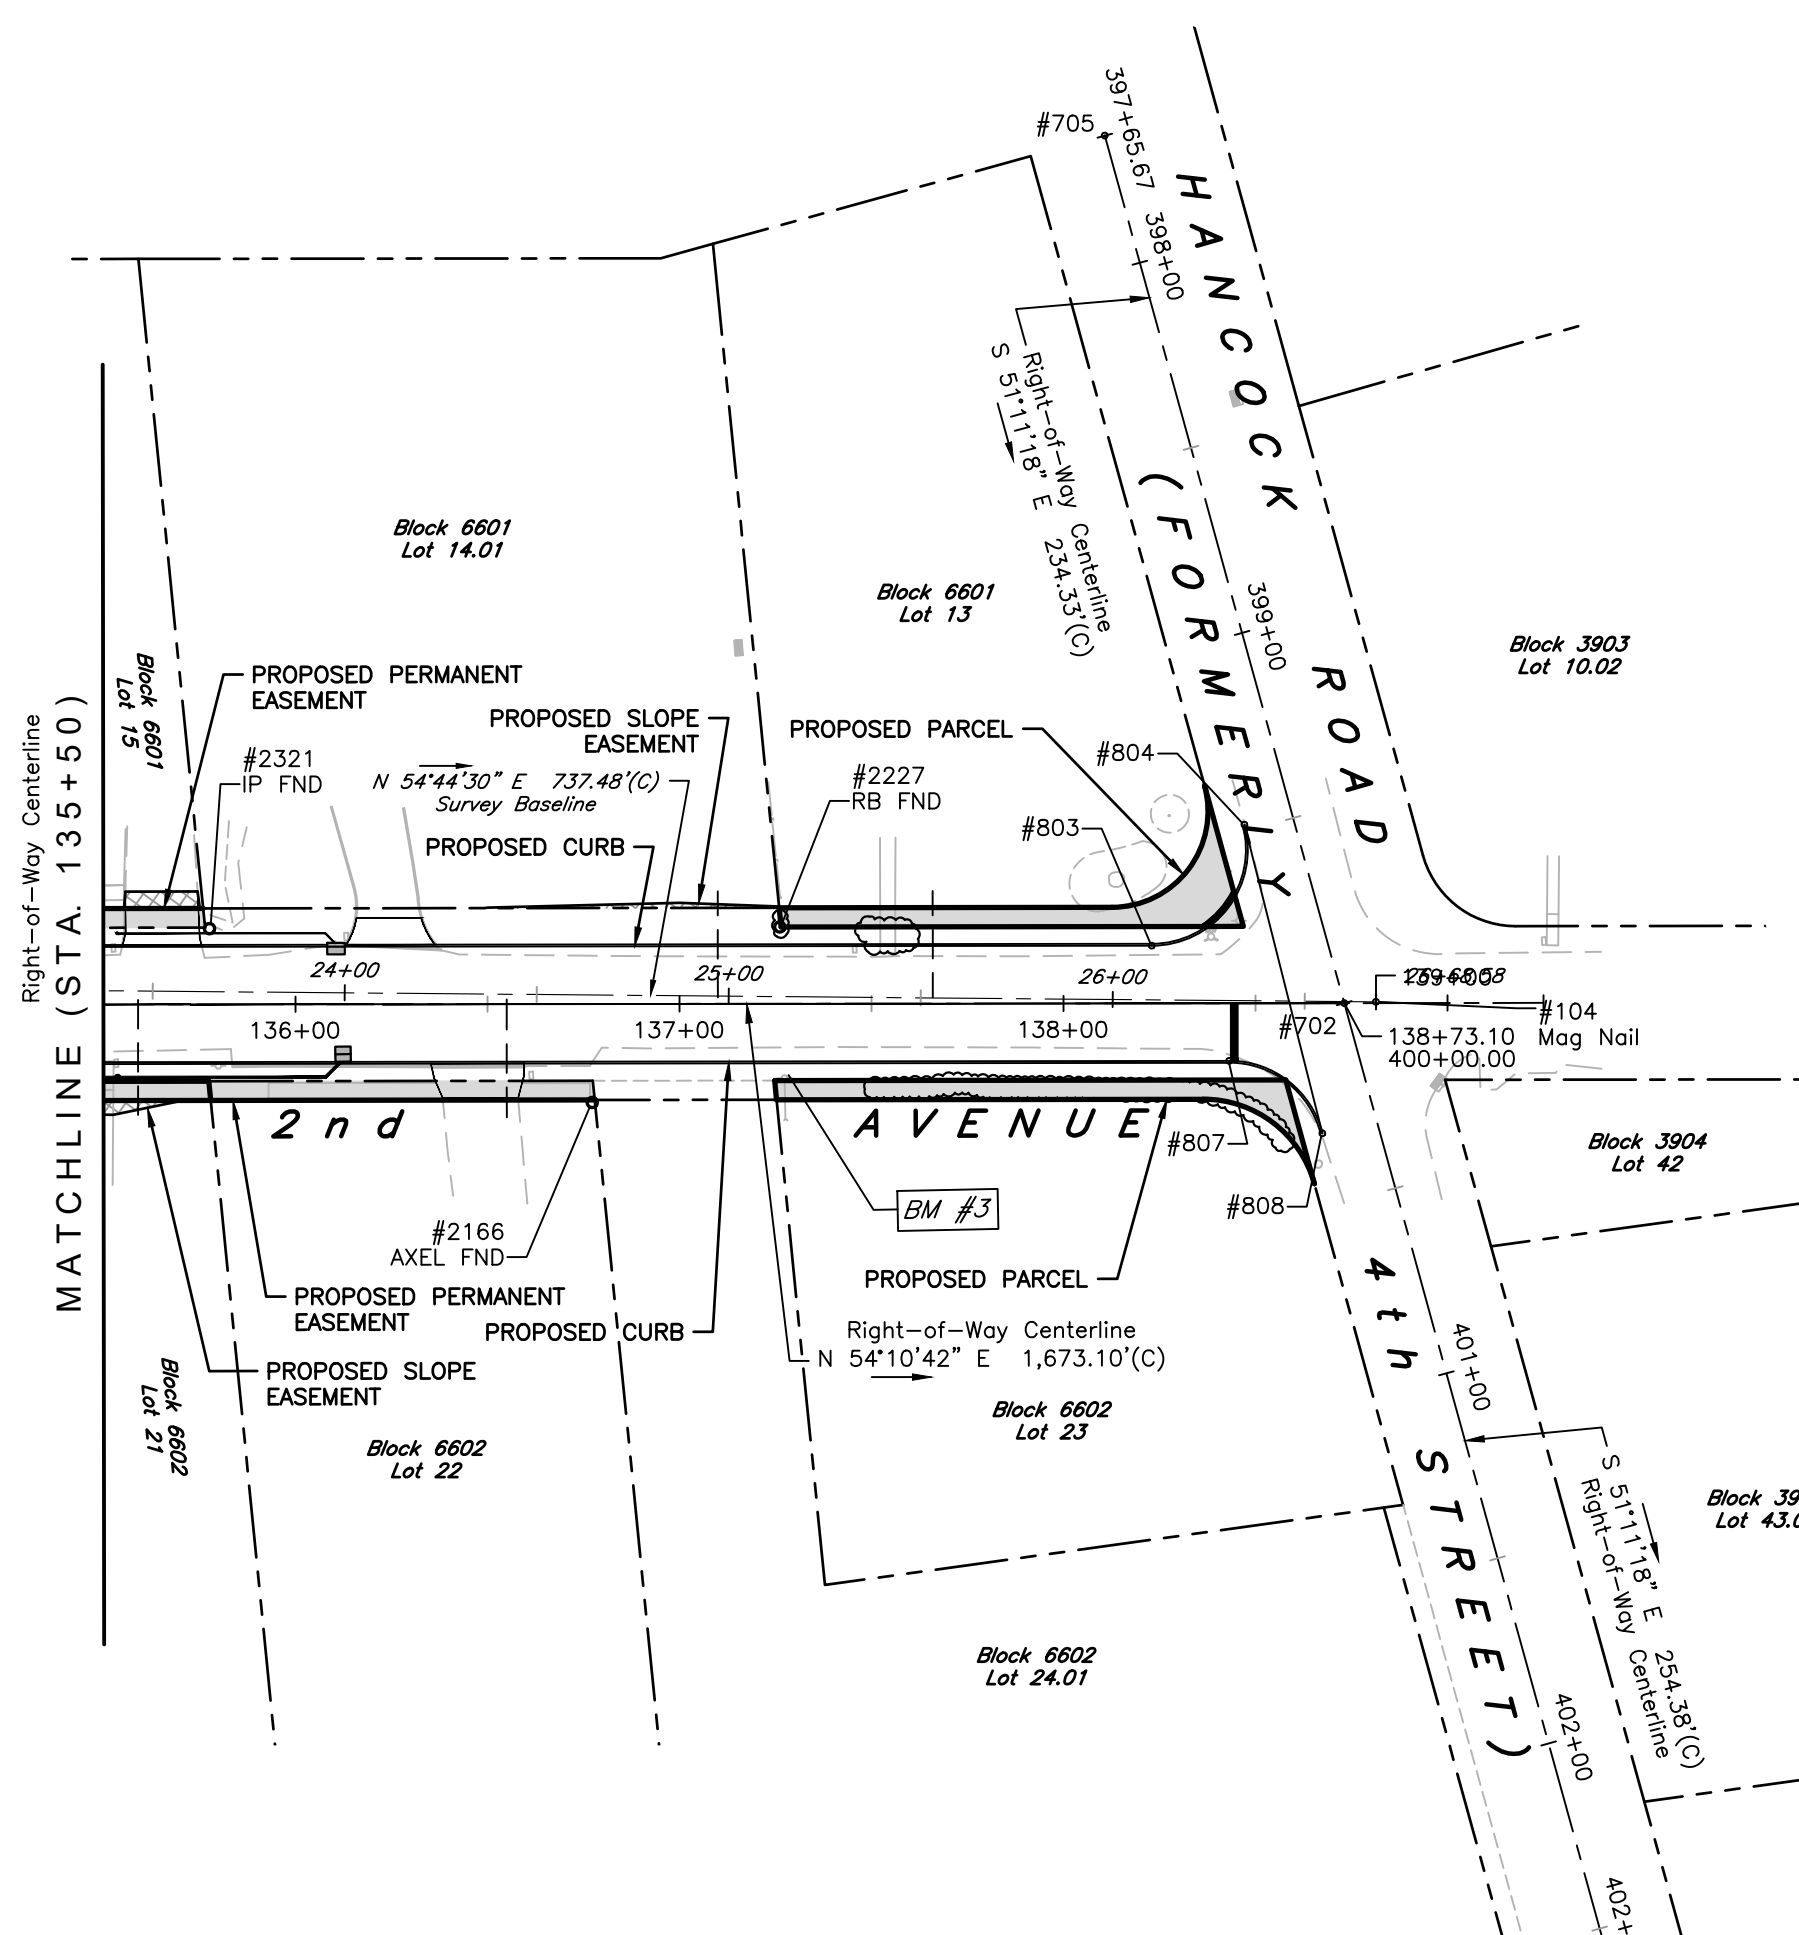 #705
397+65.67
398+00
HANCOCK ROAD
Right-of-Way Centerline
S 51°11'18" E 234.33'(C)
(FORMERLY
399+00
Block 6601
Lot 14.01
Block 6601
Lot 13
Block 3903
Lot 10.02
Block 6601
Lot 15
PROPOSED PERMANENT
EASEMENT
PROPOSED SLOPE
EASEMENT
PROPOSED PARCEL
#804
#2321
IP FND
N 54°44'30" E 737.48'(C)
Survey Baseline
#2227
RB FND
#803
PROPOSED CURB
Right-of-Way Centerline
MATCHLINE (STA. 135+50)
24+00
25+00
26+00
139+00
#104
Mag Nail
136+00
137+00
138+00
#702
138+73.10
400+00.00
2nd AVENUE
#807
Block 3904
Lot 42
BM #3
#808
#2166
AXEL FND
PROPOSED PERMANENT
EASEMENT
PROPOSED CURB
PROPOSED PARCEL
4th STREET)
Right-of-Way Centerline
N 54°10'42" E 1,673.10'(C)
401+00
PROPOSED SLOPE
EASEMENT
Block 6602
Lot 21
Block 6602
Lot 22
Block 6602
Lot 23
S 51°11'18" E 254.38'(C)
Right-of-Way Centerline
Block 39
Lot 43.0
Block 6602
Lot 24.01
402+00
402+